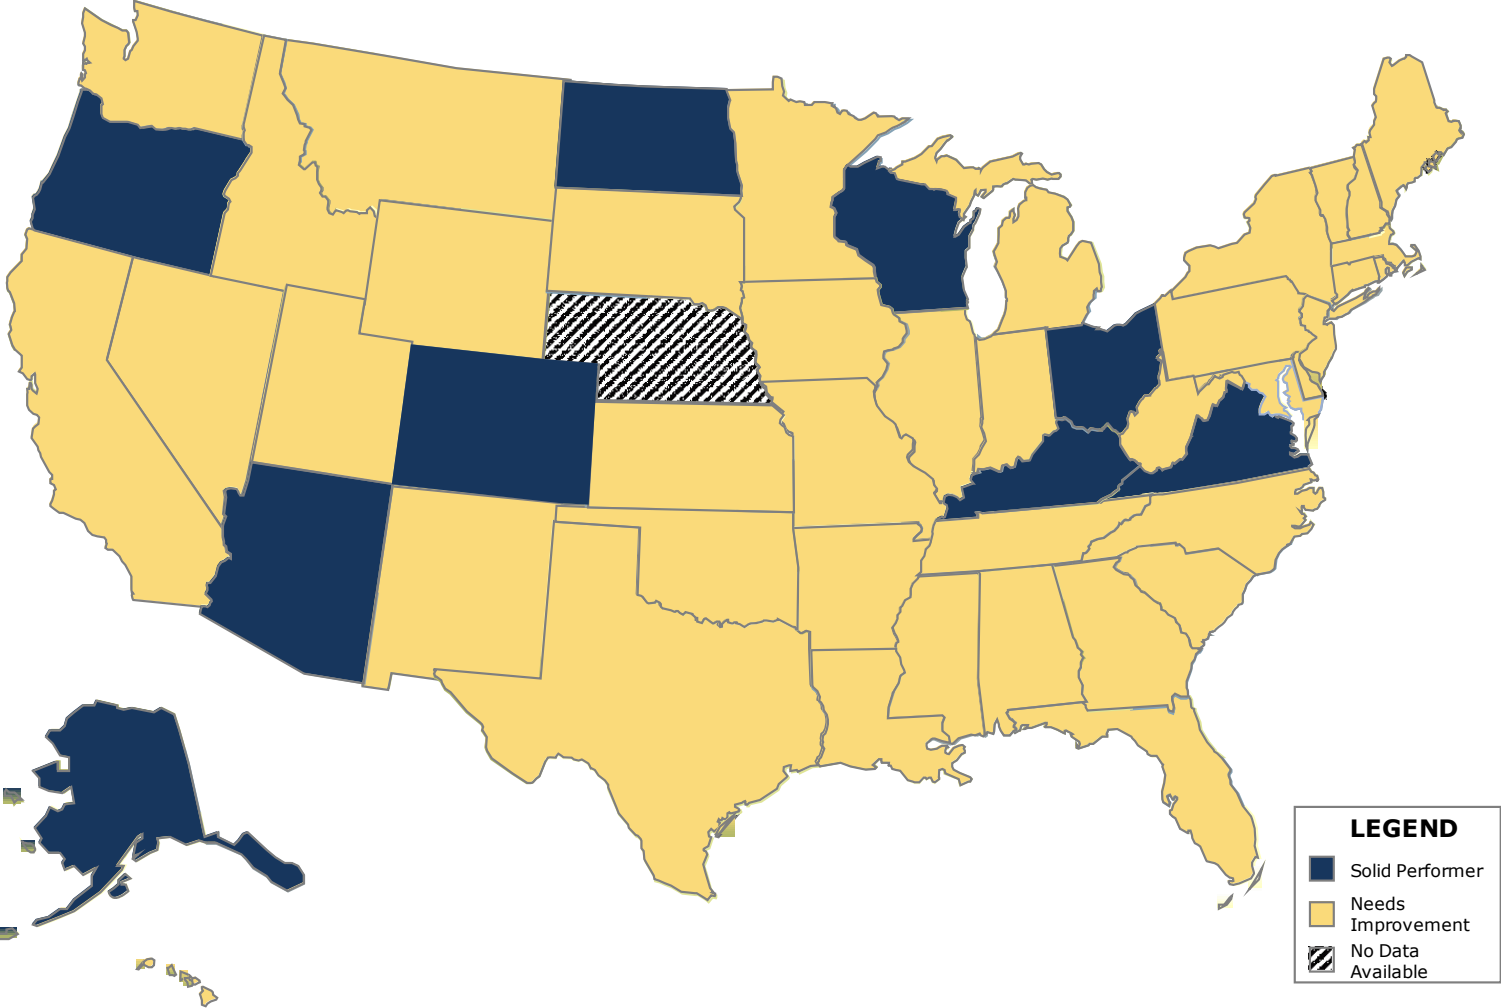 LEGEND
Solid Performer
Needs
Improvement
No Data
Available